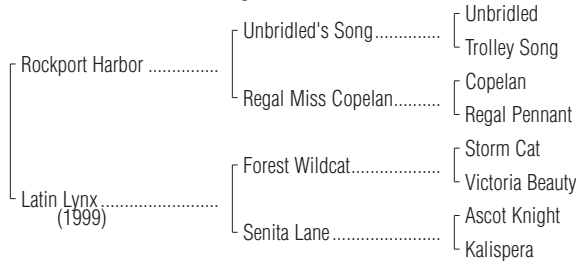 Unbridled
Unbridled's Song..............
Trolley Song
Rockport Harbor ...............
Copelan
Regal Miss Copelan..........
Regal Pennant
Storm Cat
Forest Wildcat...................
Victoria Beauty
Latin Lynx.........................
(1999)
Ascot Knight
Senita Lane.......................
Kalispera